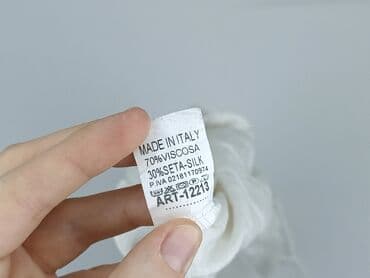 MADE IN ITALY
70%VISCOSA
30%SETA-SILK
P.IVA 02161170974
ART-12213